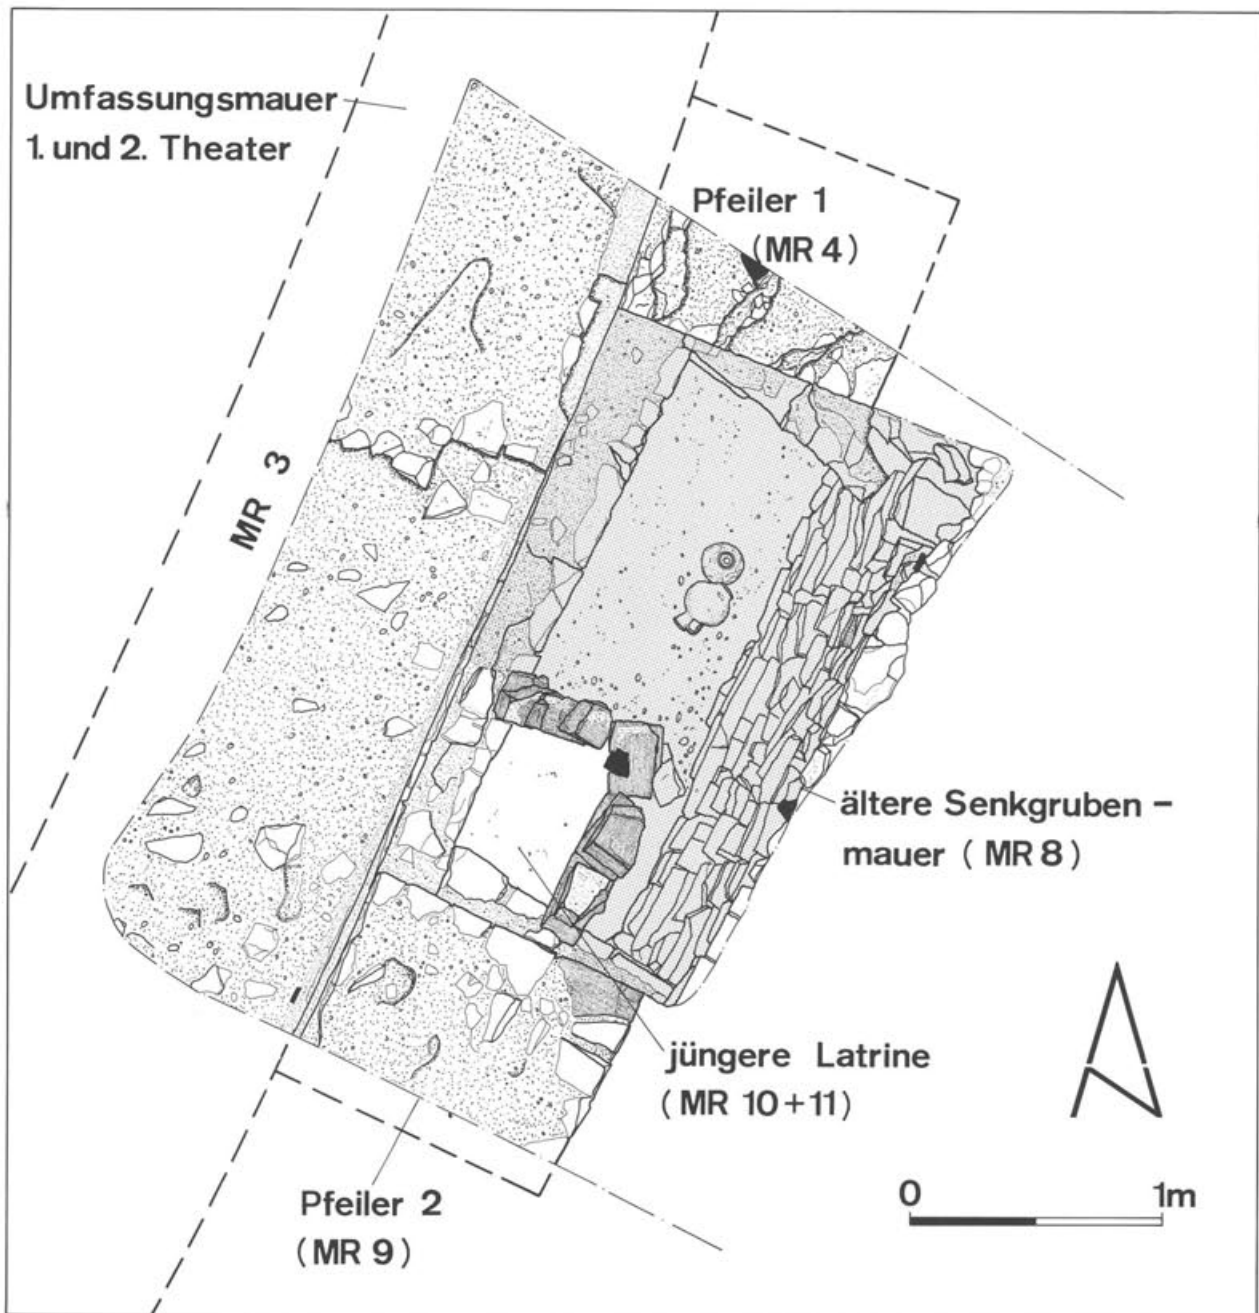 Umfassungsmauer
1. und 2. Theater
Pfeiler 1
(MR 4)
MR 3
ältere Senkgruben -
mauer ( MR 8 )
jüngere Latrine
( MR 10 + 11)
Pfeiler 2
( MR 9 )
0 1m